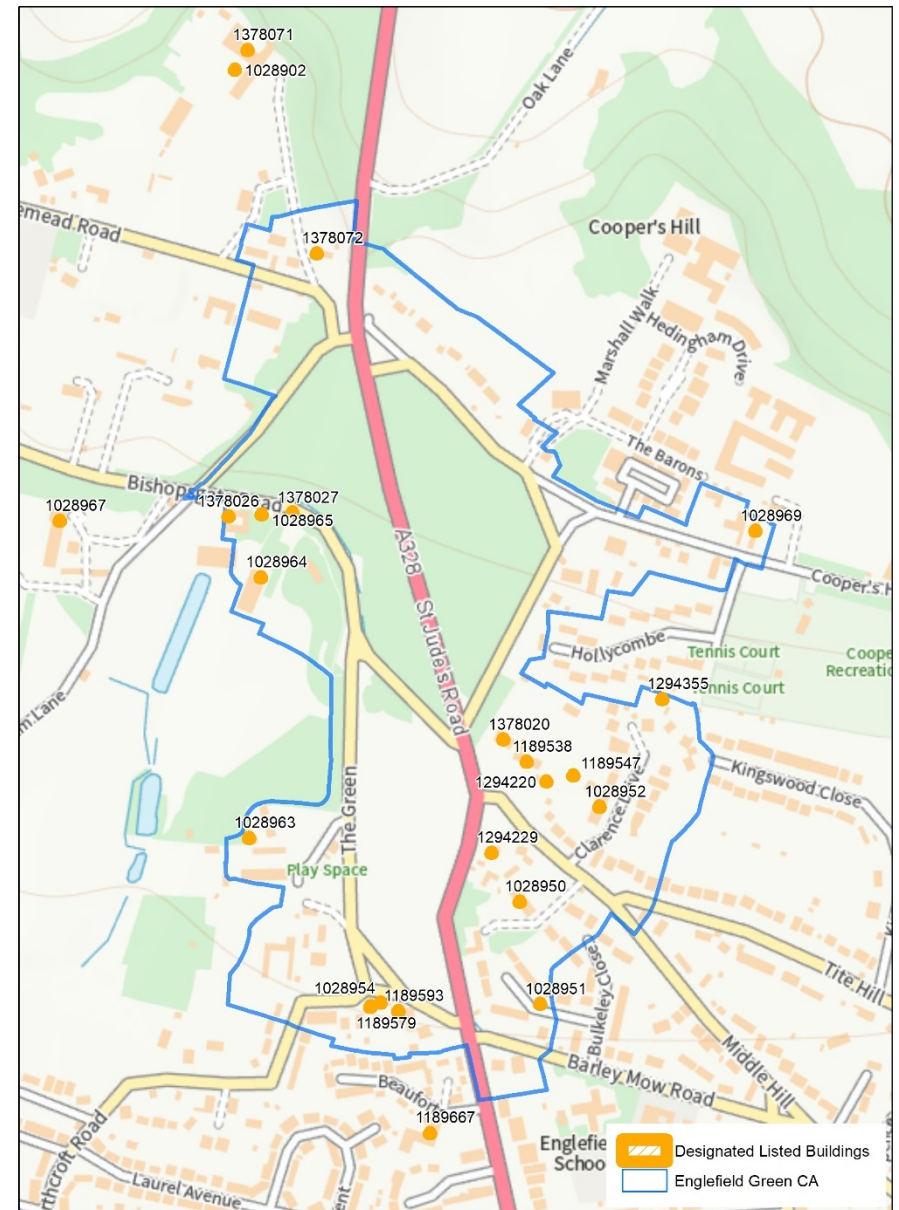 1378071
1028902
Oak Lane
emead Road
1378072
Cooper's Hill
Marshall Walk
Hedingham Drive
The Barons
1028967
1378026
1378027
1028965
1028969
A328
St Jude's Road
1028964
Cooper's H
Hollycombe
Tennis Court
Coope
Recreatio
ennis Court
1294355
m Lane
1378020
1189538
1189547
1294220
1028952
Kingswood Close
The Green
Clarence Drive
1028963
1294229
Play Space
1028950
Tite Hill
1028954
1189593
1189579
1028951
Bulkeley Close
Middle Hill
Barley Mow Road
Beaufor
1189667
Englefie
Schoo
rthcroft Road
Laurel Avenue
ent
Designated Listed Buildings
Englefield Green CA